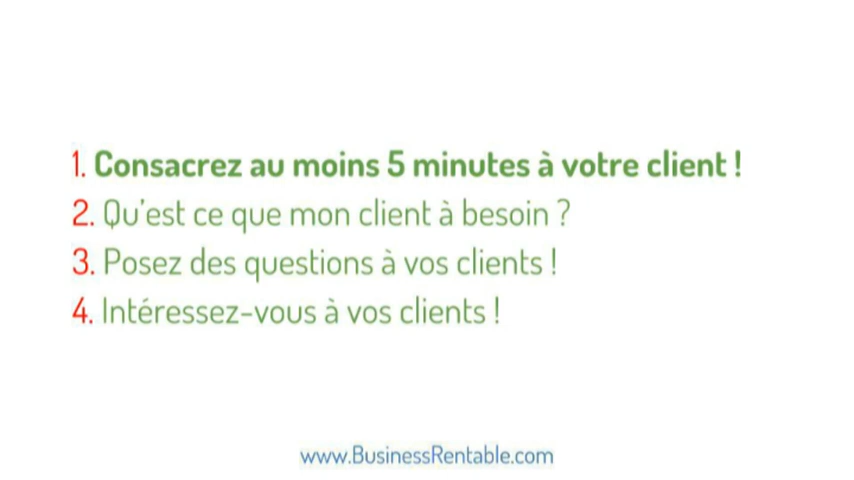 1. Consacrez au moins 5 minutes à votre client !
2. Qu'est ce que mon client à besoin ?
3. Posez des questions à vos clients !
4. Intéressez-vous à vos clients !
www.BusinessRentable.com